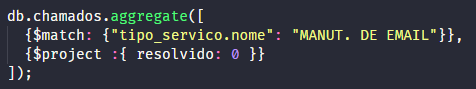 db.chamados.aggregate([
  {$match: {"tipo_servico.nome": "MANUT. DE EMAIL"}},
  {$project :{ resolvido: 0 }}
]);